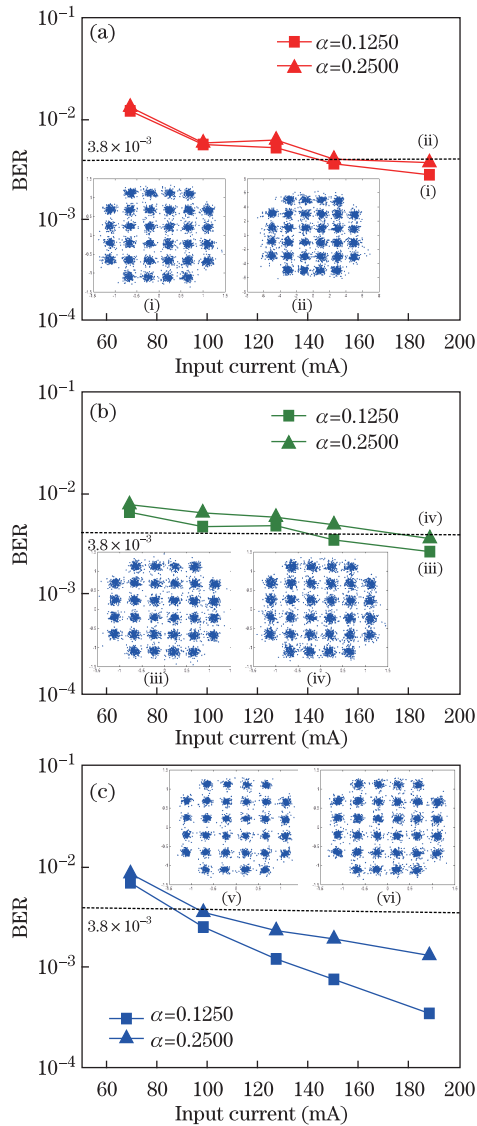 10⁻¹
(a)
α=0.1250
α=0.2500
10⁻²
3.8×10⁻³
(ii)
(i)
BER
10⁻³
(i)
(ii)
10⁻⁴
60 80 100 120 140 160 180 200
Input current (mA)
10⁻¹
(b)
α=0.1250
α=0.2500
10⁻²
(iv)
3.8×10⁻³
(iii)
BER
10⁻³
(iii)
(iv)
10⁻⁴
60 80 100 120 140 160 180 200
Input current (mA)
10⁻¹
(c)
(v)
(vi)
10⁻²
3.8×10⁻³
BER
10⁻³
α=0.1250
α=0.2500
10⁻⁴
60 80 100 120 140 160 180 200
Input current (mA)